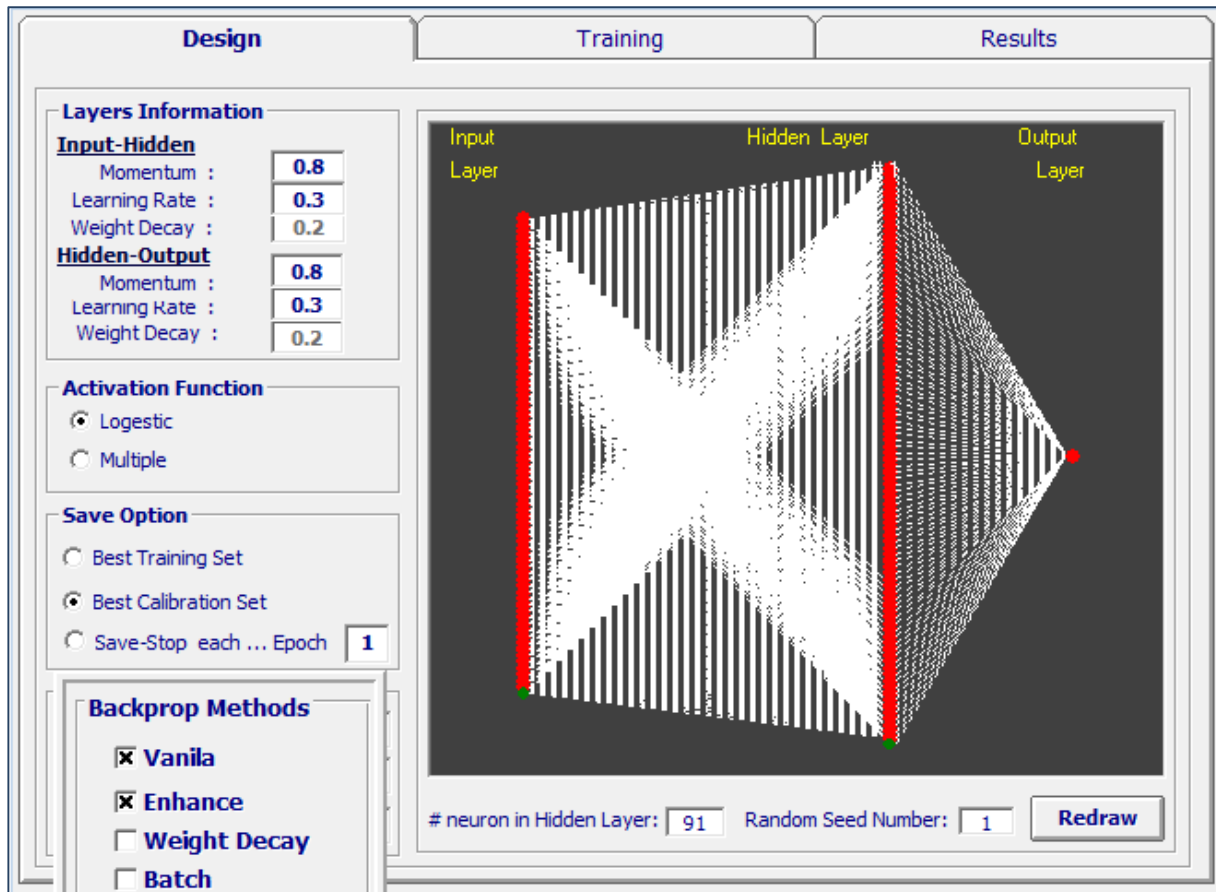 Design Training Results
Layers Information
Input-Hidden
Momentum : 0.8
Learning Rate : 0.3
Weight Decay : 0.2
Hidden-Output
Momentum : 0.8
Learning Rate : 0.3
Weight Decay : 0.2
Activation Function
Logestic
Multiple
Save Option
Best Training Set
Best Calibration Set
Save-Stop each ... Epoch 1
Backprop Methods
Vanila
Enhance
Weight Decay
Batch
Input Hidden Layer Output
Layer Layer
# neuron in Hidden Layer: 91 Random Seed Number: 1 Redraw